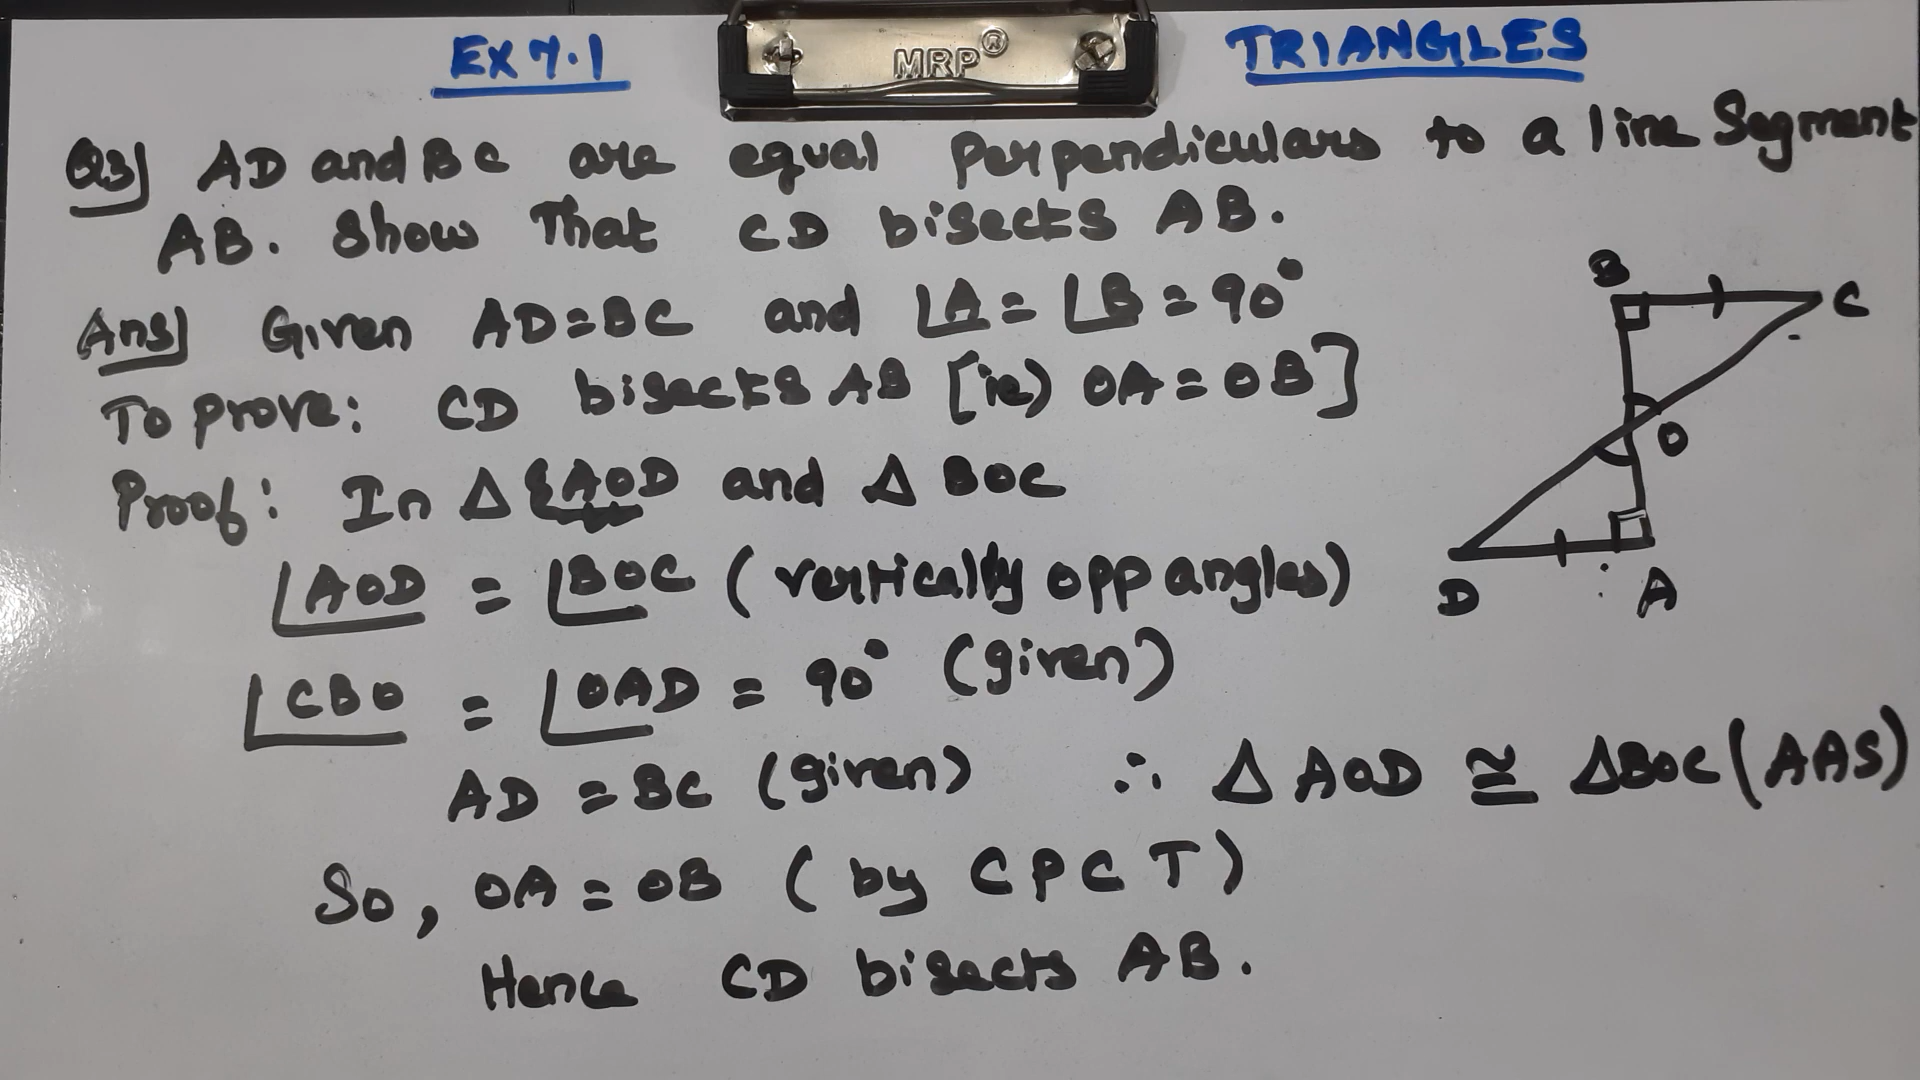 EX 7.1
MRP®
TRIANGLES
Q3) AD and BC are equal Perpendiculars to a line Segment
AB. Show That CD bisects AB.
Ans) Given AD=BC and ∠A = ∠B = 90°
To prove: CD bisects AB [ie) OA = OB]
Proof: In Δ AOD and Δ BOC
∠AOD = ∠BOC (vertically opp angles)
∠CBO = ∠OAD = 90° (given)
AD = BC (given) ∴ Δ AOD ≅ ΔBOC (AAS)
So, OA = OB (by CPCT)
Hence CD bisects AB.
B
C
O
D
A